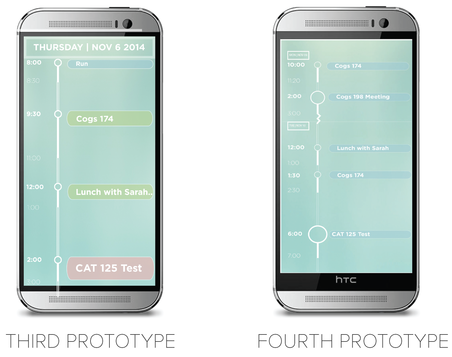 THURSDAY | NOV 6 2014
8:00 Run
9:30 Cogs 174
12:00 Lunch with Sarah..
2:00 CAT 125 Test
10:00 Cogs 174
2:00 Cogs 198 Meeting
12:00 Lunch with Sarah
1:30 Cogs 174
6:00 CAT 125 Test
hTC
THIRD PROTOTYPE
FOURTH PROTOTYPE